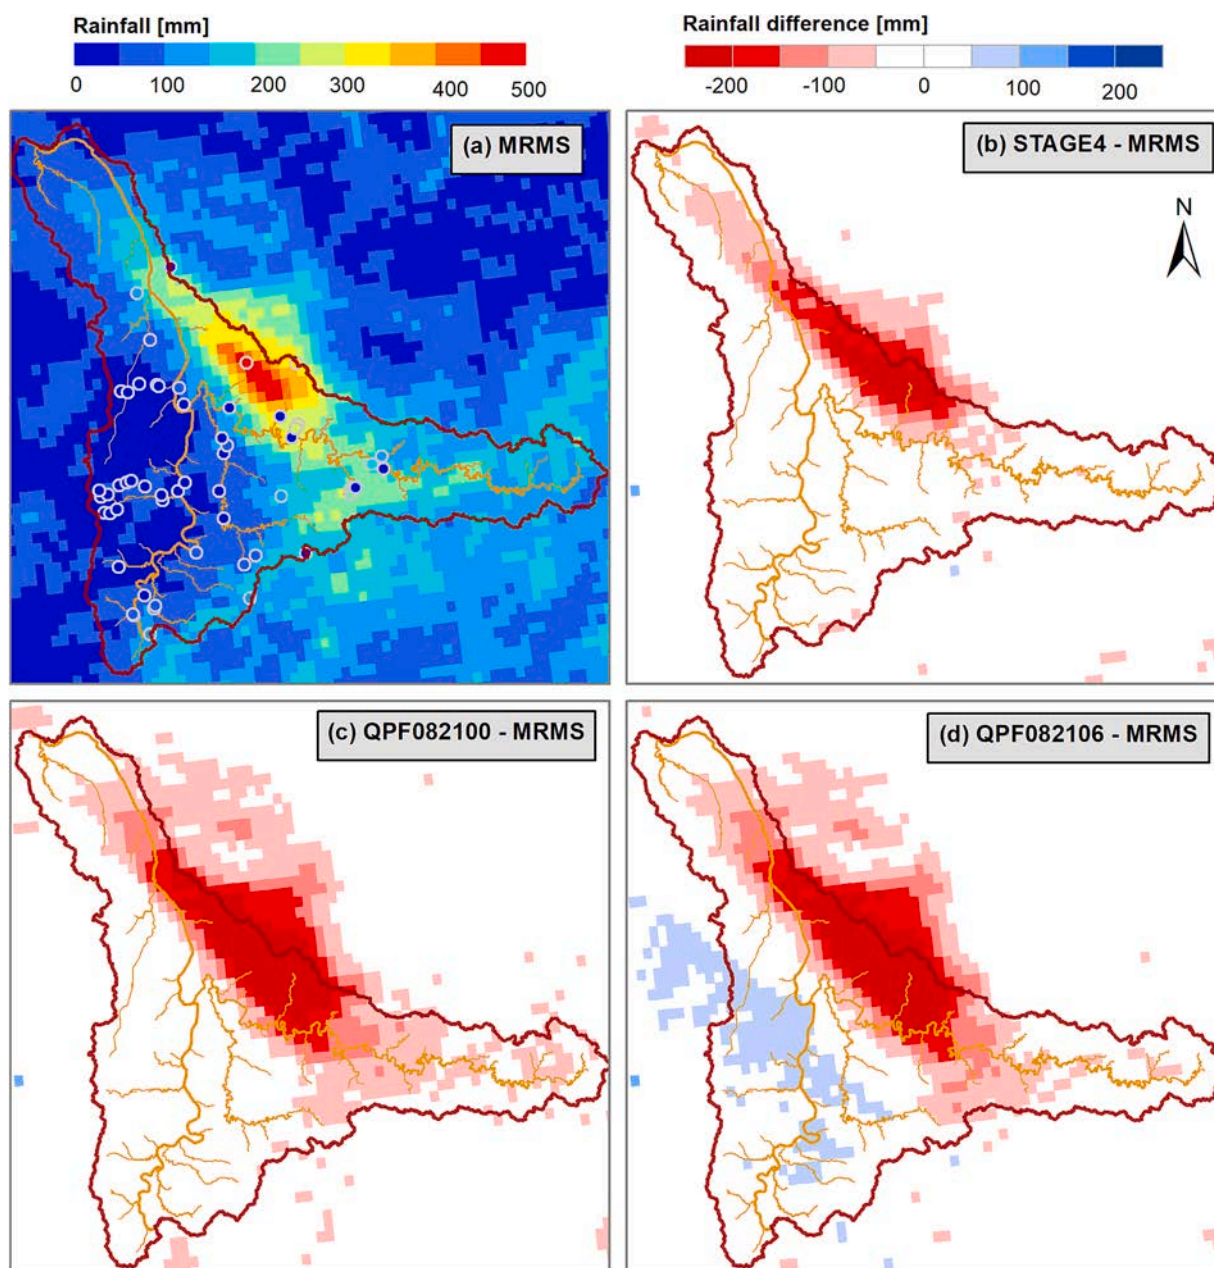 Rainfall [mm]
0 100 200 300 400 500
Rainfall difference [mm]
-200 -100 0 100 200
(a) MRMS
(b) STAGE4 - MRMS
N
(c) QPF082100 - MRMS
(d) QPF082106 - MRMS